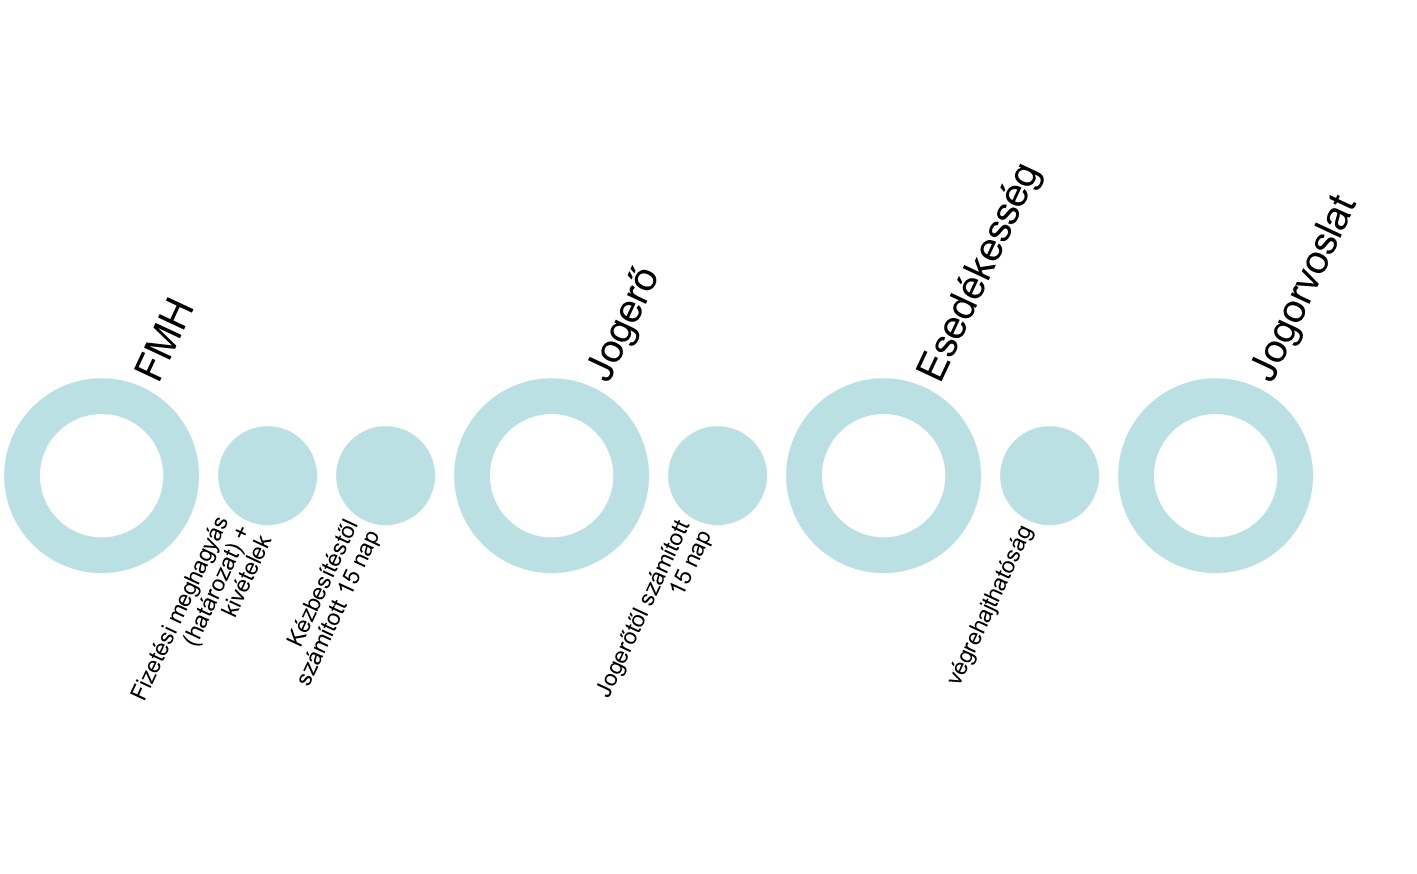 FMH
Fizetési meghagyás
(határozat) +
kivételek
Kézbesítéstől
számított 15 nap
Jogerő
Jogerőtől számított
15 nap
Esedékesség
végrehajthatóság
Jogorvoslat